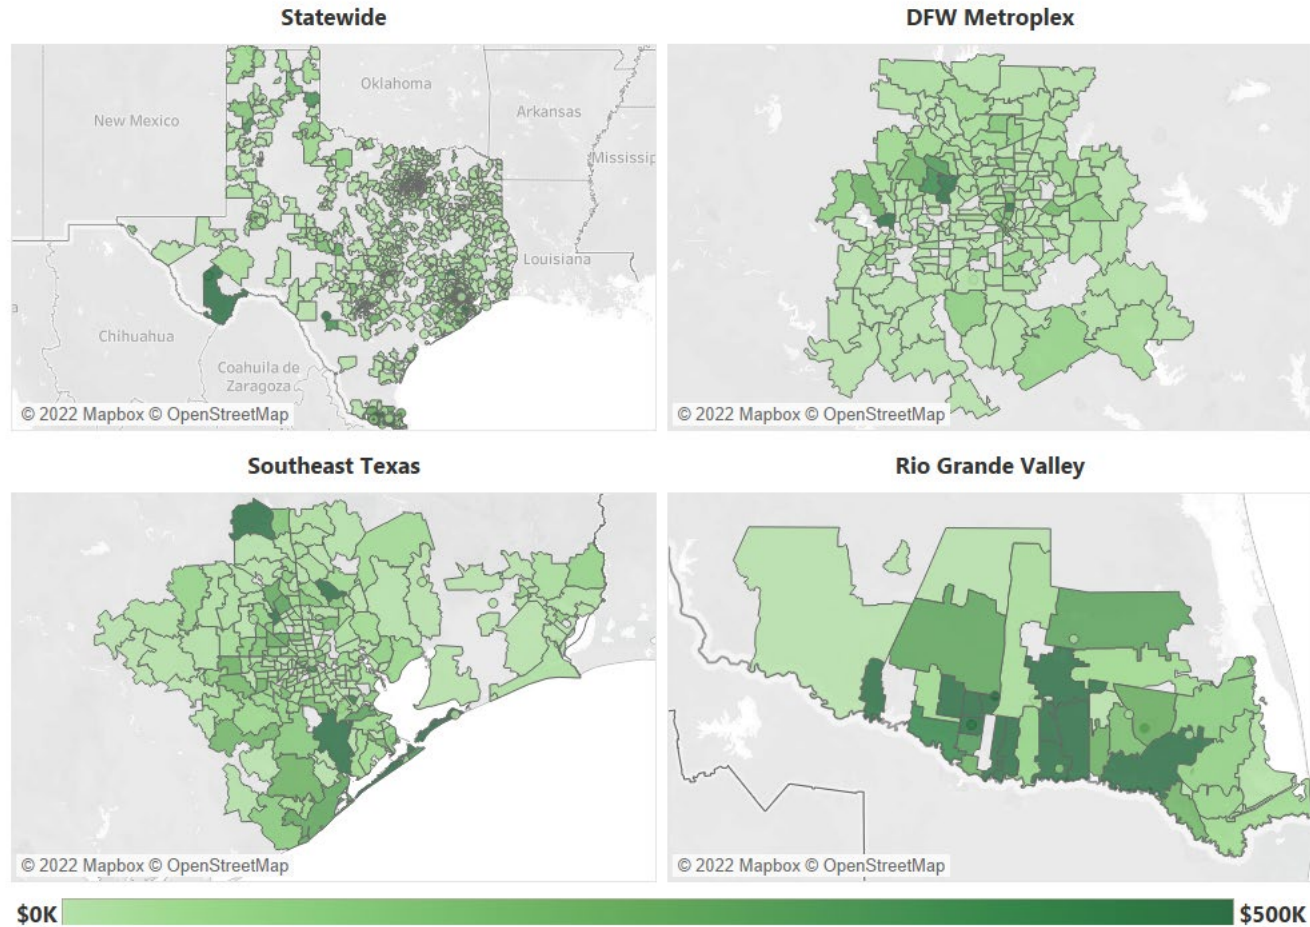 Statewide
DFW Metroplex
Oklahoma
New Mexico
Arkansas
Mississip
Louisiana
Chihuahua
Coahuila de
Zaragoza
a
© 2022 Mapbox © OpenStreetMap
© 2022 Mapbox © OpenStreetMap
Southeast Texas
Rio Grande Valley
© 2022 Mapbox © OpenStreetMap
© 2022 Mapbox © OpenStreetMap
$0K
$500K